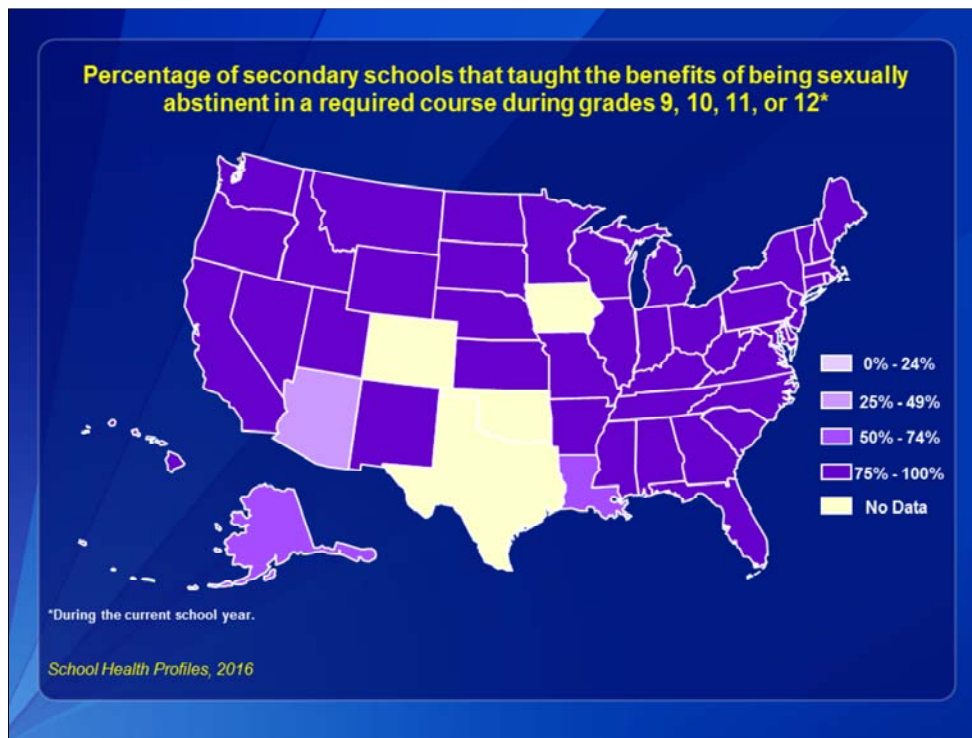 Percentage of secondary schools that taught the benefits of being sexually
abstinent in a required course during grades 9, 10, 11, or 12*
0% - 24%
25% - 49%
50% - 74%
75% - 100%
No Data
*During the current school year.
School Health Profiles, 2016